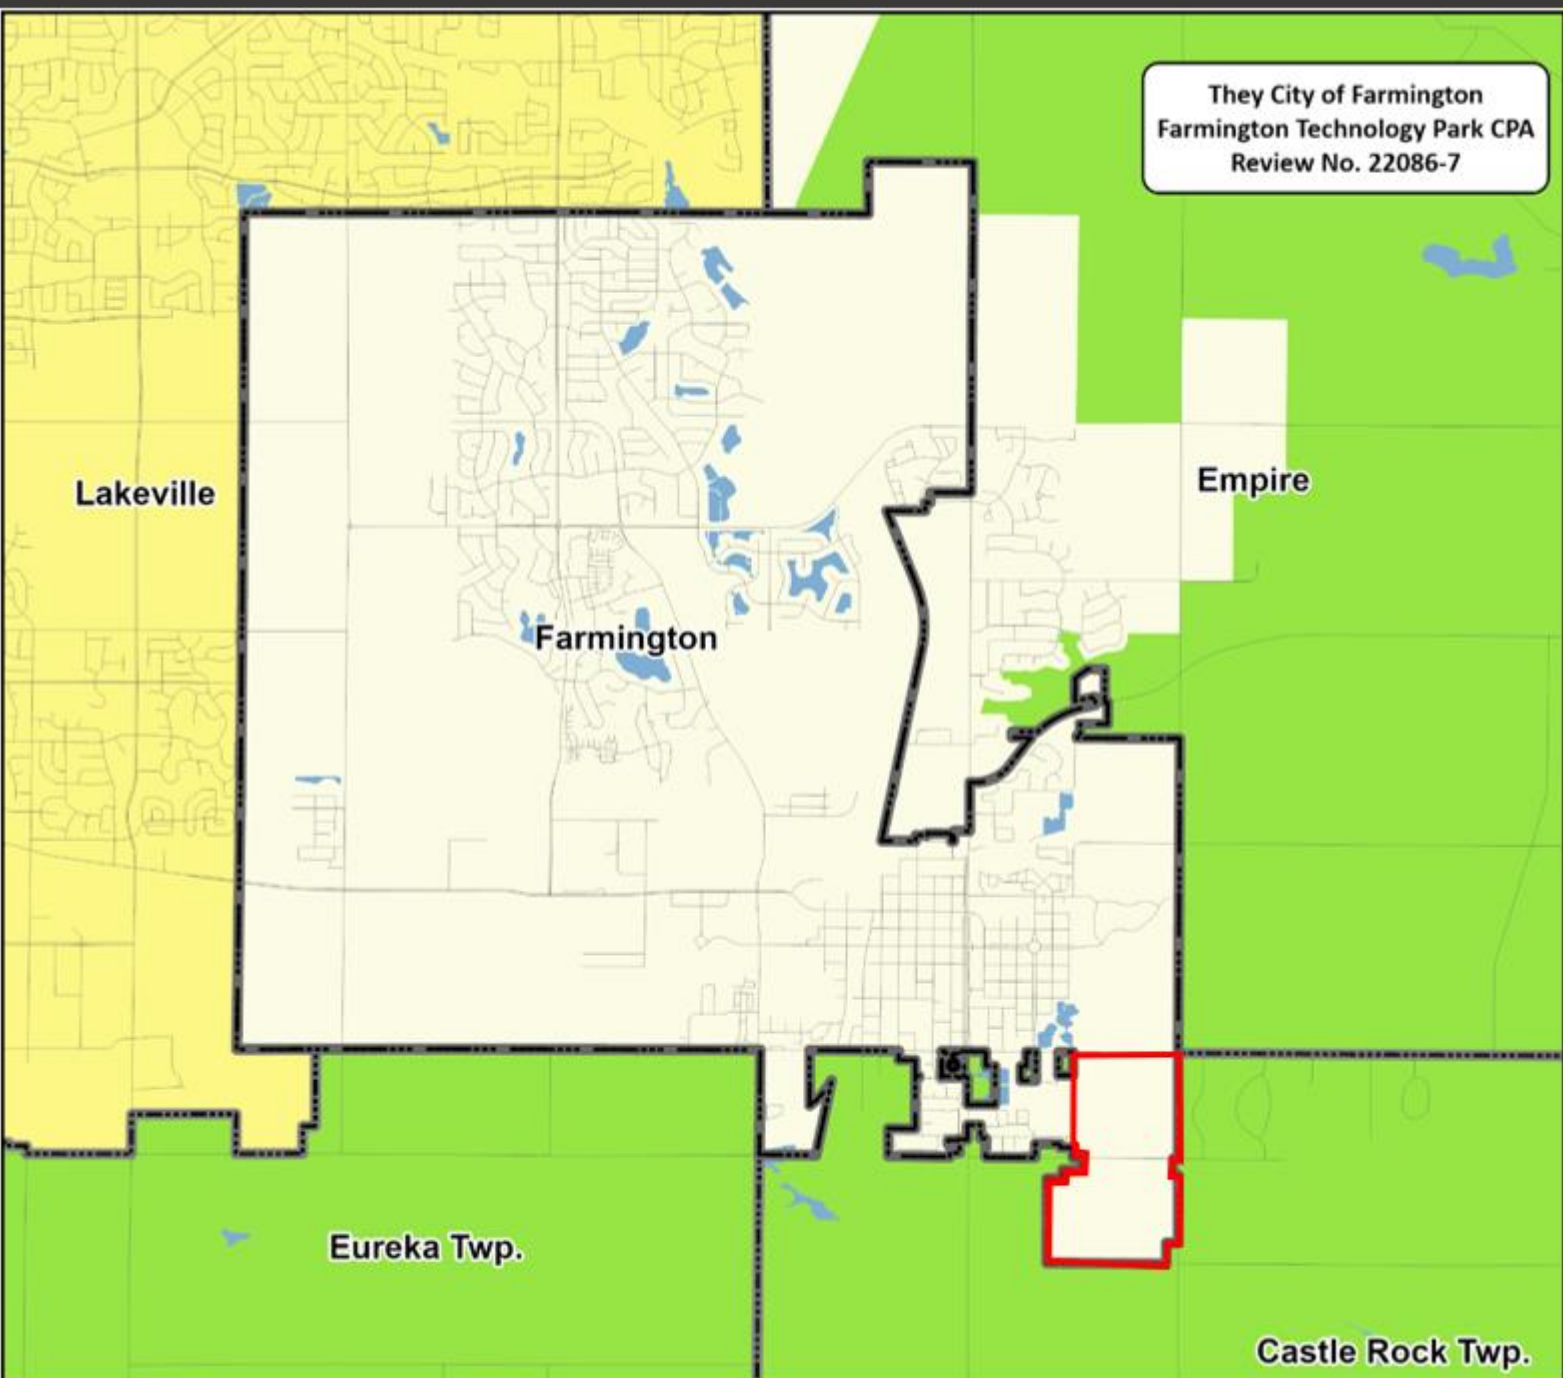 They City of Farmington
Farmington Technology Park CPA
Review No. 22086-7
Lakeville
Empire
Farmington
Eureka Twp.
Castle Rock Twp.